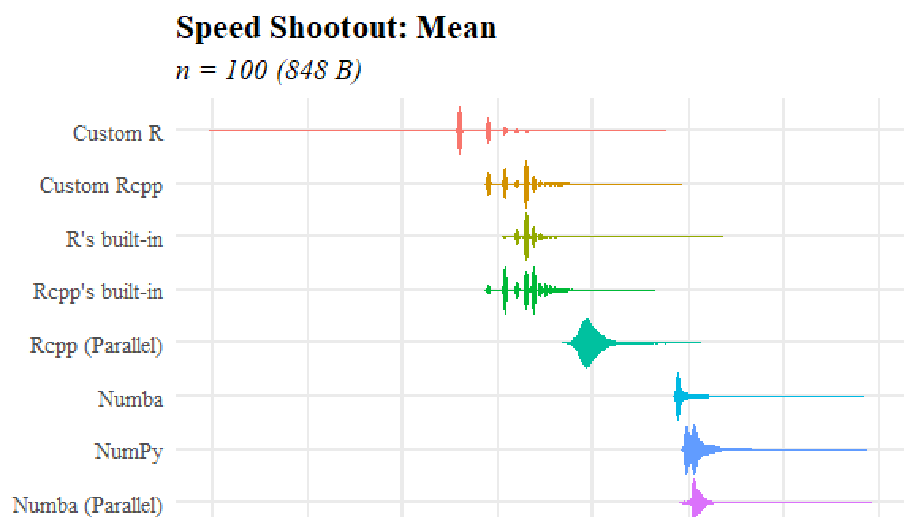 Speed Shootout: Mean
n = 100 (848 B)
Custom R
Custom Rcpp
R's built-in
Rcpp's built-in
Rcpp (Parallel)
Numba
NumPy
Numba (Parallel)